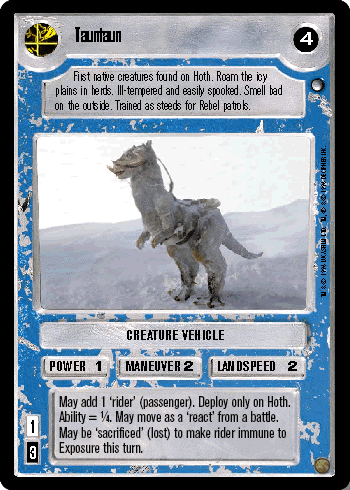 Tauntaun
4
First native creatures found on Hoth. Roam the icy
plains in herds. Ill-tempered and easily spooked. Smell bad
on the outside. Trained as steeds for Rebel patrols.
CREATURE VEHICLE
POWER 1 MANEUVER 2 LANDSPEED 2
May add 1 'rider' (passenger). Deploy only on Hoth.
Ability = ¼. May move as a 'react' from a battle.
May be 'sacrificed' (lost) to make rider immune to
Exposure this turn.
1
3